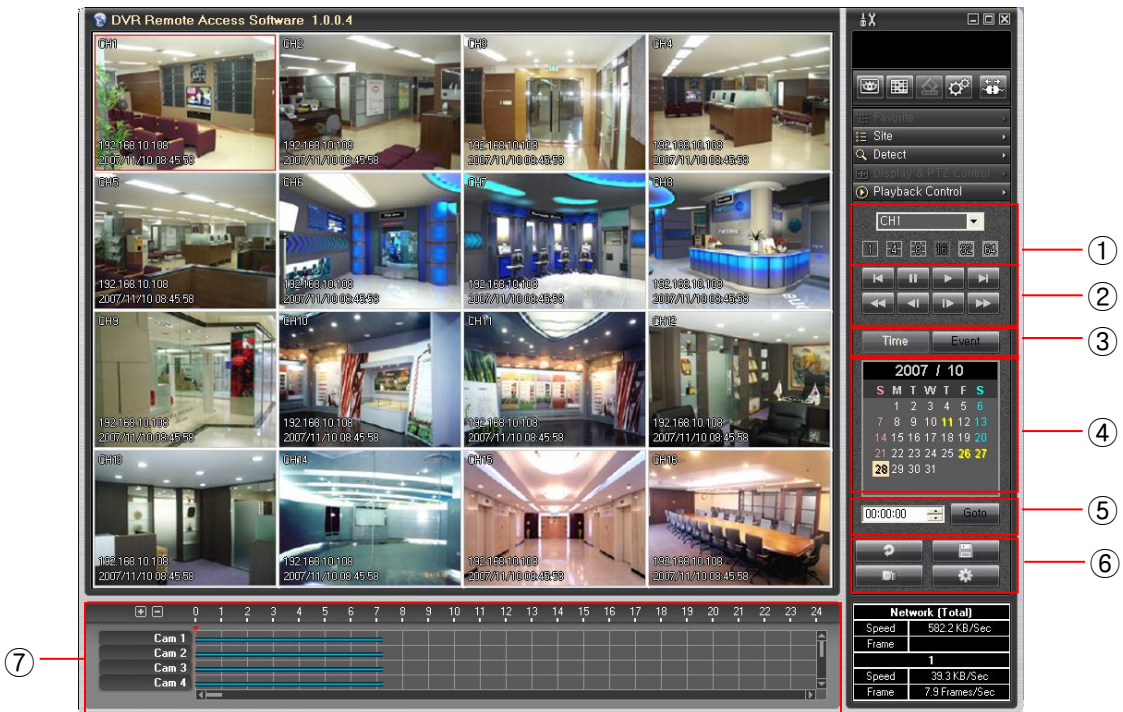 DVR Remote Access Software 1.0.0.4
CH1
192.168.10.108
2007/11/10 08:45:58
CH2
192.168.10.108
2007/11/10 08:45:58
CH3
192.168.10.108
2007/11/10 08:45:58
CH4
192.168.10.108
2007/11/10 08:45:58
CH5
192.168.10.108
2007/11/10 08:45:58
CH6
192.168.10.108
2007/11/10 08:45:58
CH7
192.168.10.108
2007/11/10 08:45:58
CH8
192.168.10.108
2007/11/10 08:45:58
CH9
192.168.10.108
2007/11/10 08:45:58
CH10
192.168.10.108
2007/11/10 08:45:58
CH11
192.168.10.108
2007/11/10 08:45:58
CH12
192.168.10.108
2007/11/10 08:45:58
CH13
192.168.10.108
2007/11/10 08:45:58
CH14
192.168.10.108
2007/11/10 08:45:58
CH15
192.168.10.108
2007/11/10 08:45:58
CH16
192.168.10.108
2007/11/10 08:45:58
Favorite
Site
Detect
Display & PTZ Control
Playback Control
CH1
1 4 8 16 32 64
①
②
Time Event
③
2007 / 10
S M T W T F S
1 2 3 4 5 6
7 8 9 10 11 12 13
14 15 16 17 18 19 20
21 22 23 24 25 26 27
28 29 30 31
④
00:00:00 Goto
⑤
⑥
0 1 2 3 4 5 6 7 8 9 10 11 12 13 14 15 16 17 18 19 20 21 22 23 24
Cam 1
Cam 2
Cam 3
Cam 4
⑦
Network (Total)
Speed 582.2 KB/Sec
Frame
1
Speed 39.3 KB/Sec
Frame 7.9 Frames/Sec